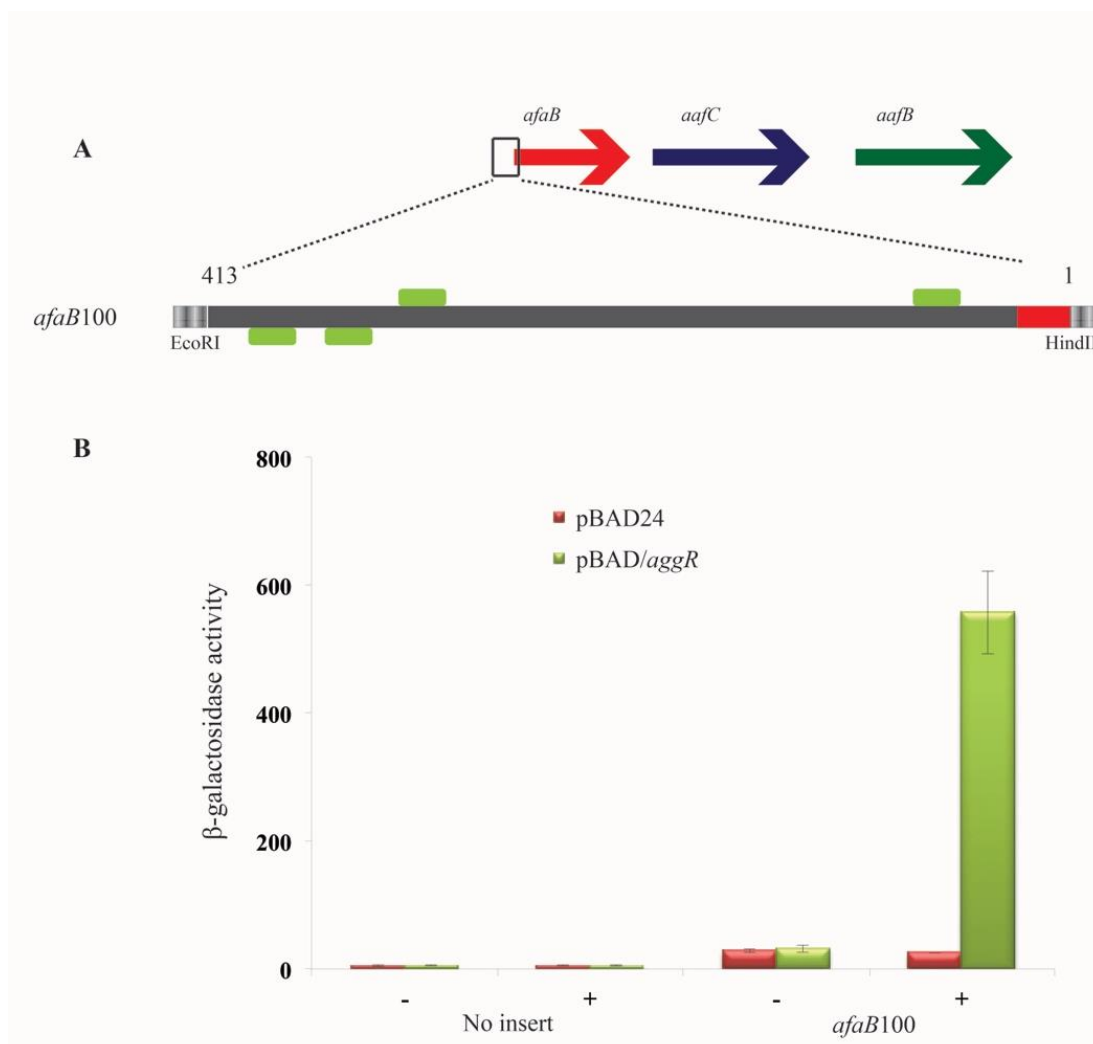 A
afaB
aafC
aafB
413
1
afaB100
EcoRI
HindII
B
800
600
400
200
0
β-galactosidase activity
pBAD24
pBAD/aggR
- + - +
No insert
afaB100